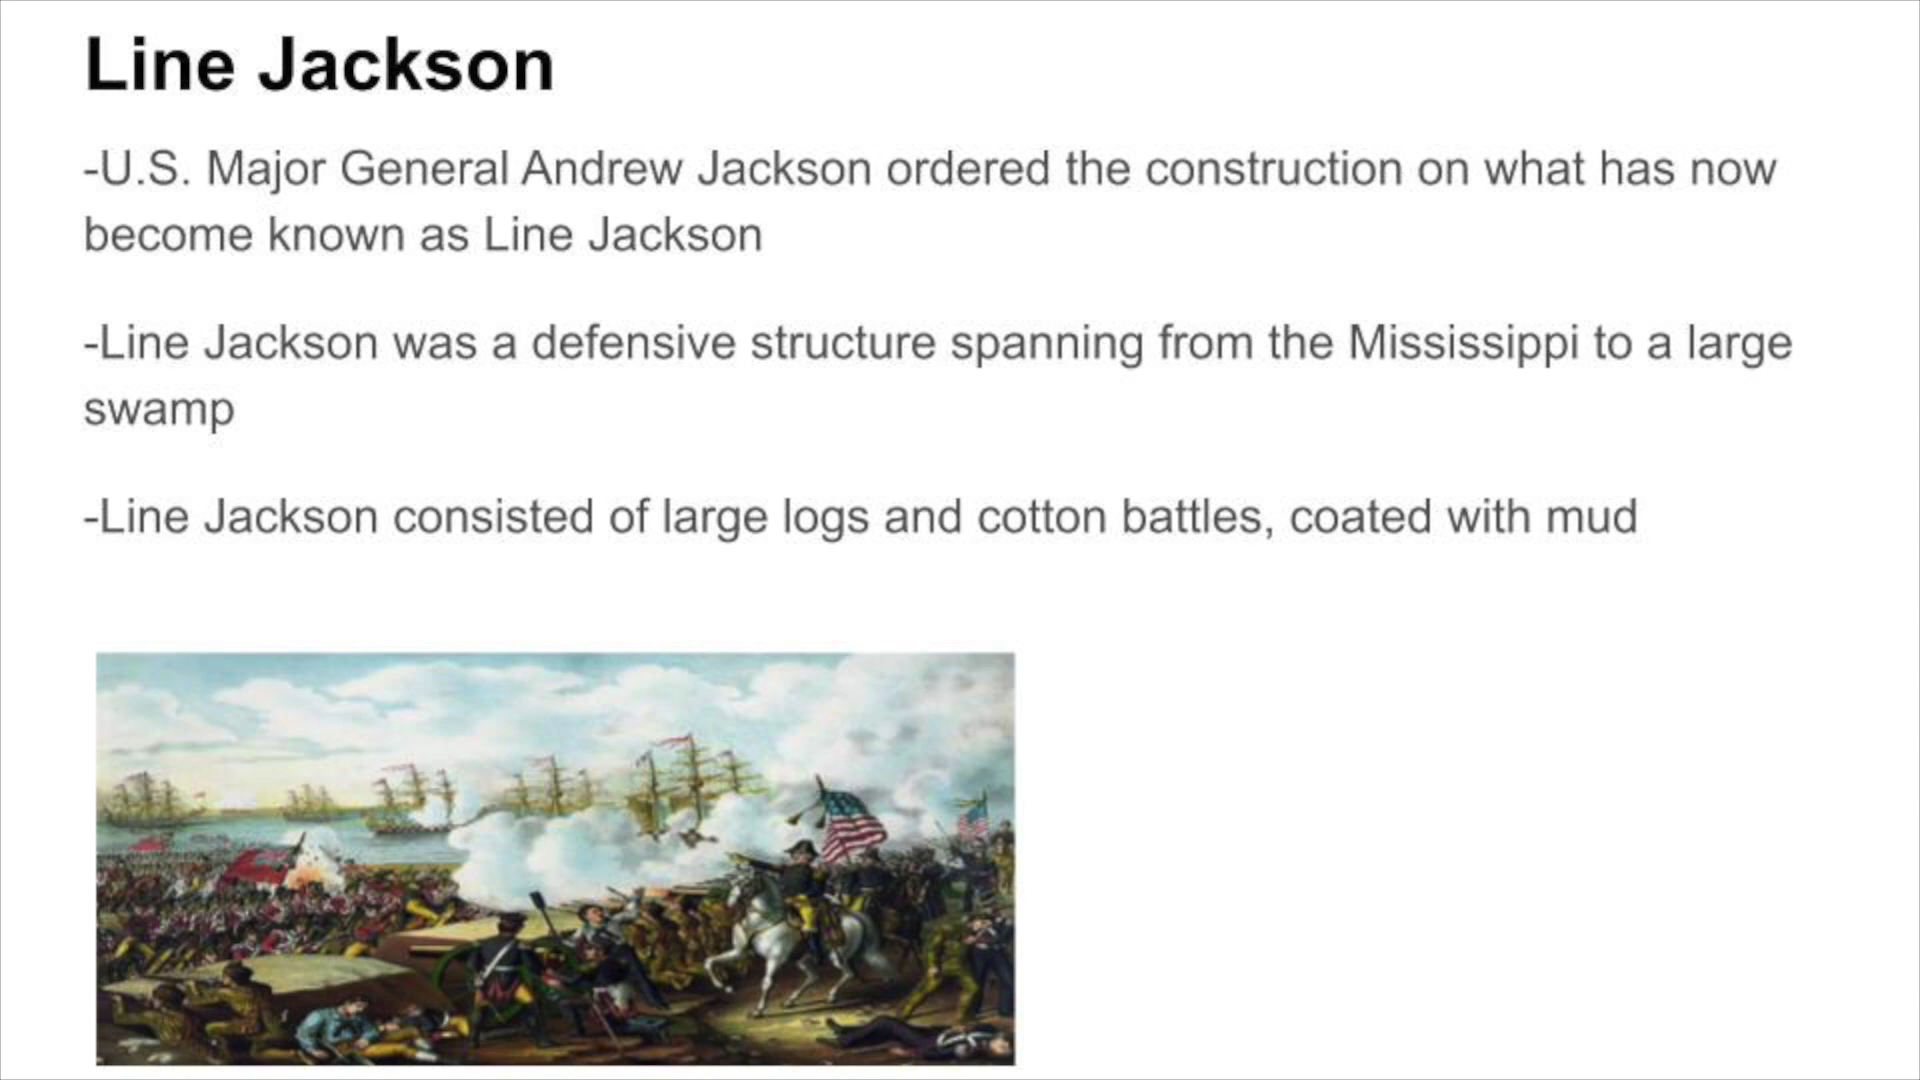 Line Jackson
-U.S. Major General Andrew Jackson ordered the construction on what has now
become known as Line Jackson
-Line Jackson was a defensive structure spanning from the Mississippi to a large
swamp
-Line Jackson consisted of large logs and cotton battles, coated with mud